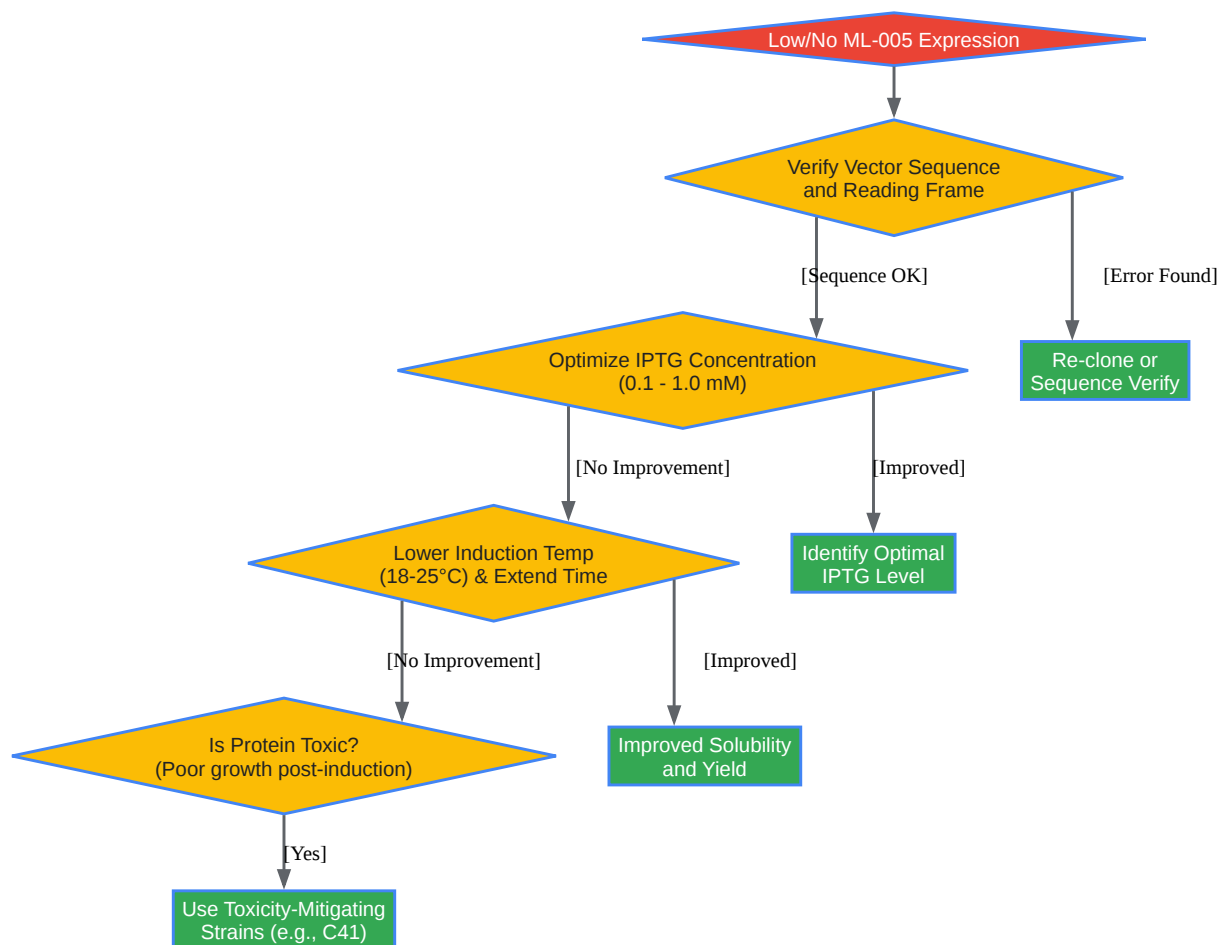 Low/No ML-005 Expression
Verify Vector Sequence
and Reading Frame
[Sequence OK]
[Error Found]
Optimize IPTG Concentration
(0.1 - 1.0 mM)
Re-clone or
Sequence Verify
[No Improvement]
[Improved]
Lower Induction Temp
(18-25°C) & Extend Time
Identify Optimal
IPTG Level
[No Improvement]
[Improved]
Is Protein Toxic?
(Poor growth post-induction)
Improved Solubility
and Yield
[Yes]
Use Toxicity-Mitigating
Strains (e.g., C41)